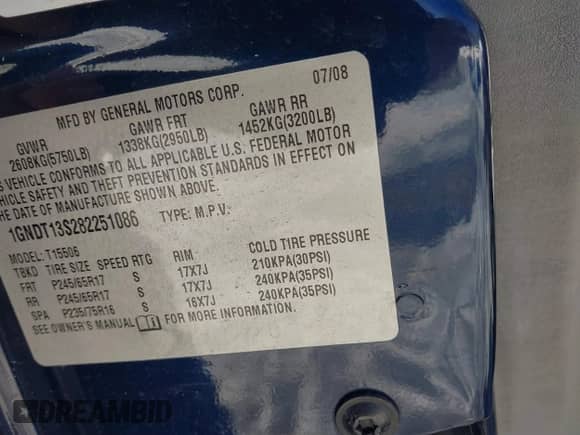 MFD BY GENERAL MOTORS CORP. 07/08
GVWR GAWR FRT GAWR RR
2608KG(5750LB) 1338KG(2950LB) 1452KG(3200LB)
S VEHICLE CONFORMS TO ALL APPLICABLE U.S. FEDERAL MOTOR
VEHICLE SAFETY AND THEFT PREVENTION STANDARDS IN EFFECT ON
THE DATE OF MANUFACTURE SHOWN ABOVE.
1GNDT13S282251086 TYPE: M.P.V.
MODEL: T15506
TBKD TIRE SIZE SPEED RTG RIM COLD TIRE PRESSURE
FRT P245/65R17 S 17X7J 210KPA(30PSI)
RR P245/65R17 S 17X7J 240KPA(35PSI)
SPA P235/75R16 S 16X7J 240KPA(35PSI)
SEE OWNER'S MANUAL FOR MORE INFORMATION.
DREAMBID